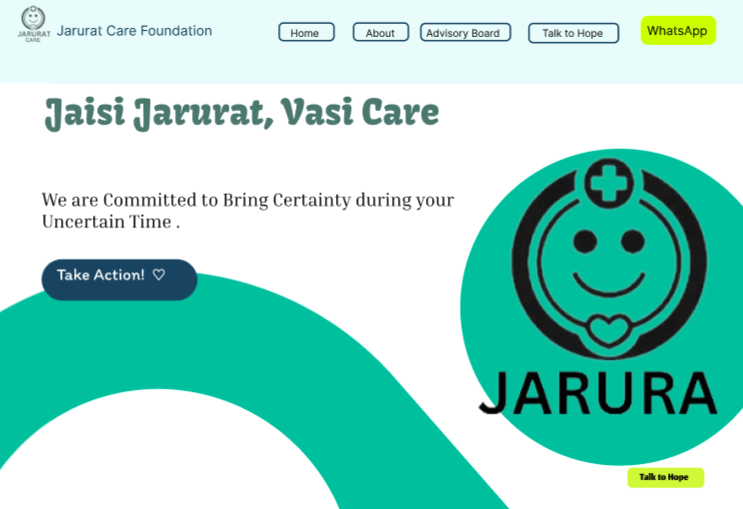 JARURAT
CARE
Jarurat Care Foundation
Home
About
Advisory Board
Talk to Hope
WhatsApp
Jaisi Jarurat, Vasi Care
We are Committed to Bring Certainty during your
Uncertain Time .
Take Action! ♡
JARURA
Talk to Hope